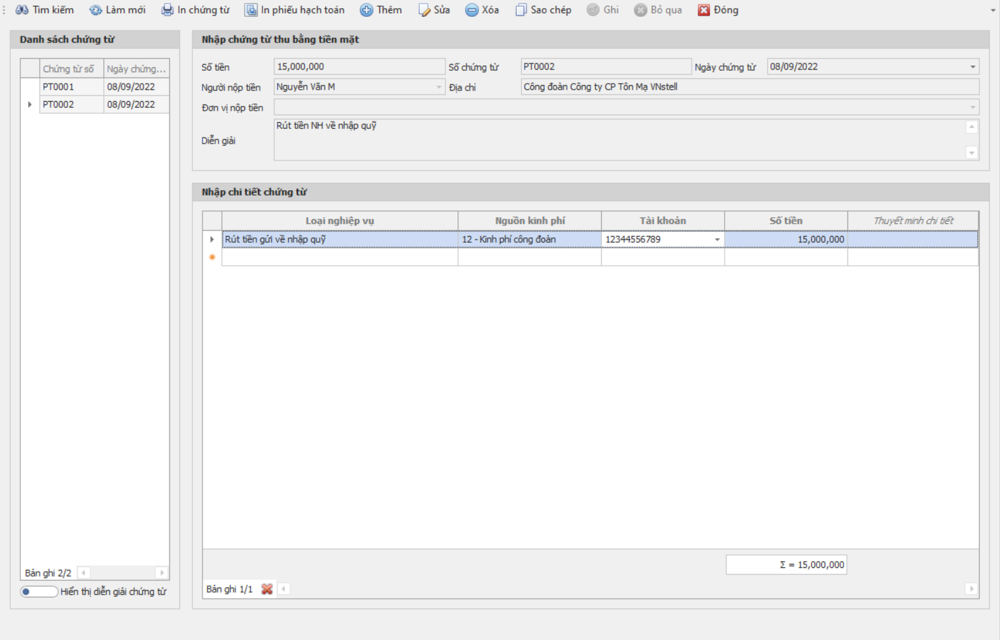 Tìm kiếm Làm mới In chứng từ In phiếu hạch toán Thêm Sửa Xóa Sao chép Ghi Bỏ qua Đóng
Danh sách chứng từ
Chứng từ số Ngày chứng...
PT0001 08/09/2022
PT0002 08/09/2022
Bản ghi 2/2
Hiển thị diễn giải chứng từ
Nhập chứng từ thu bằng tiền mặt
Số tiền 15,000,000 Số chứng từ PT0002 Ngày chứng từ 08/09/2022
Người nộp tiền Nguyễn Văn M Địa chỉ Công đoàn Công ty CP Tôn Mạ VNstell
Đơn vị nộp tiền
Diễn giải Rút tiền NH về nhập quỹ
Nhập chi tiết chứng từ
Loại nghiệp vụ Nguồn kinh phí Tài khoản Số tiền Thuyết minh chi tiết
Rút tiền gửi về nhập quỹ 12 - Kinh phí công đoàn 12344556789 15,000,000
Σ = 15,000,000
Bản ghi 1/1